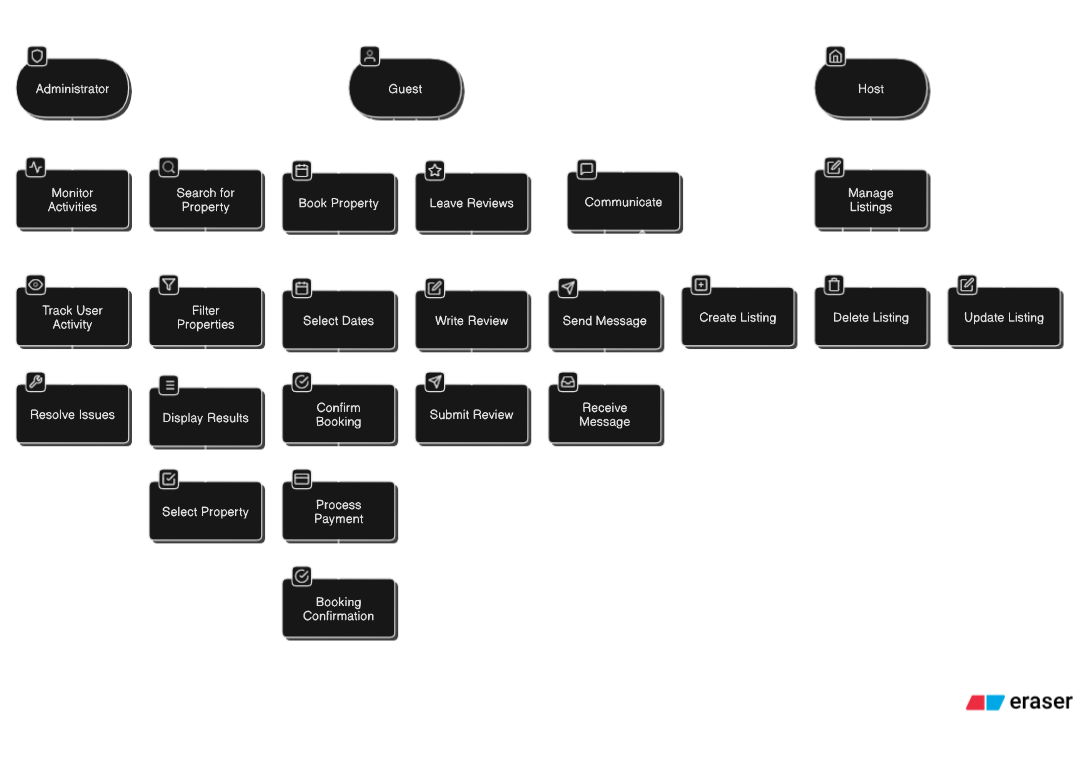 Administrator
Guest
Host
Monitor
Activities
Search for
Property
Book Property
Leave Reviews
Communicate
Manage
Listings
Track User
Activity
Filter
Properties
Select Dates
Write Review
Send Message
Create Listing
Delete Listing
Update Listing
Resolve Issues
Display Results
Confirm
Booking
Submit Review
Receive
Message
Select Property
Process
Payment
Booking
Confirmation
eraser